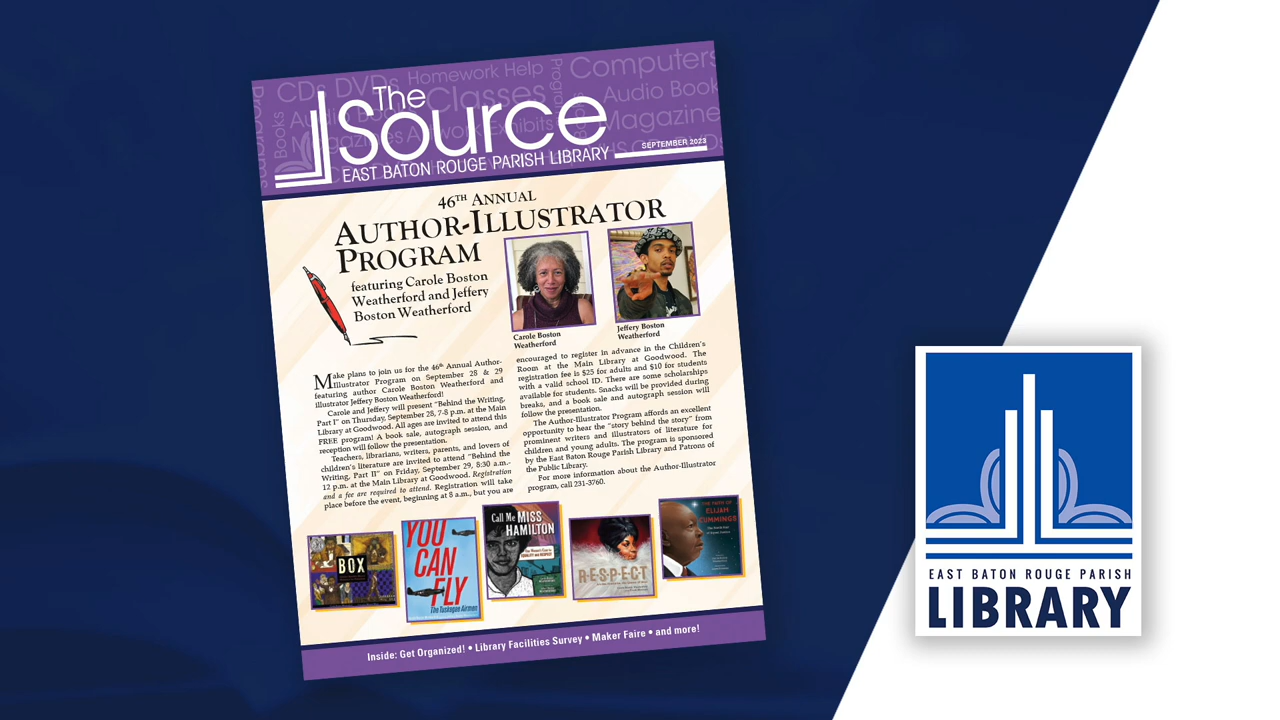 CDs DVDs Homework Help Computers
Classes Audio Book
Magazine
Artwork Exhibits
Books
The
Source
EAST BATON ROUGE PARISH LIBRARY
SEPTEMBER 2023
46TH ANNUAL
AUTHOR-ILLUSTRATOR
PROGRAM
featuring Carole Boston
Weatherford and Jeffery
Boston Weatherford
Carole Boston
Weatherford
Jeffery Boston
Weatherford
Make plans to join us for the 46th Annual Author-
Illustrator Program on September 28 & 29
featuring author Carole Boston Weatherford and
illustrator Jeffery Boston Weatherford!
Carole and Jeffery will present "Behind the Writing,
Part I" on Thursday, September 28, 7-8 p.m. at the Main
Library at Goodwood. All ages are invited to attend this
FREE program! A book sale, autograph session, and
reception will follow the presentation.
Teachers, librarians, writers, parents, and lovers of
children's literature are invited to attend "Behind the
Writing, Part II" on Friday, September 29, 8:30 a.m.-
12 p.m. at the Main Library at Goodwood. Registration
and a fee are required to attend. Registration will take
place before the event, beginning at 8 a.m., but you are
encouraged to register in advance in the Children's
Room at the Main Library at Goodwood. The
registration fee is $25 for adults and $10 for students
with a valid school ID. There are some scholarships
available for students. Snacks will be provided during
breaks, and a book sale and autograph session will
follow the presentation.
The Author-Illustrator Program affords an excellent
opportunity to hear the "story behind the story" from
prominent writers and illustrators of literature for
children and young adults. The program is sponsored
by the East Baton Rouge Parish Library and Patrons of
the Public Library.
For more information about the Author-Illustrator
program, call 231-3760.
BOX
YOU
CAN
FLY
The Tuskegee Airmen
Call Me MISS
HAMILTON
R-E-S-P-E-C-T
ELIJAH
CUMMINGS
Inside: Get Organized! • Library Facilities Survey • Maker Faire • and more!
EAST BATON ROUGE PARISH
LIBRARY